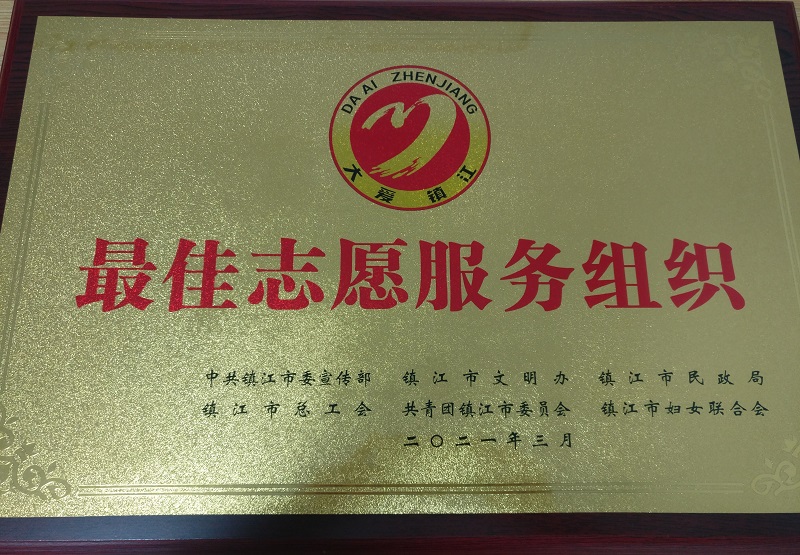 DA AI ZHENJIANG
大爱镇江
最佳志愿服务组织
中共镇江市委宣传部 镇江市文明办 镇江市民政局
镇江市总工会 共青团镇江市委员会 镇江市妇女联合会
二〇二一年三月